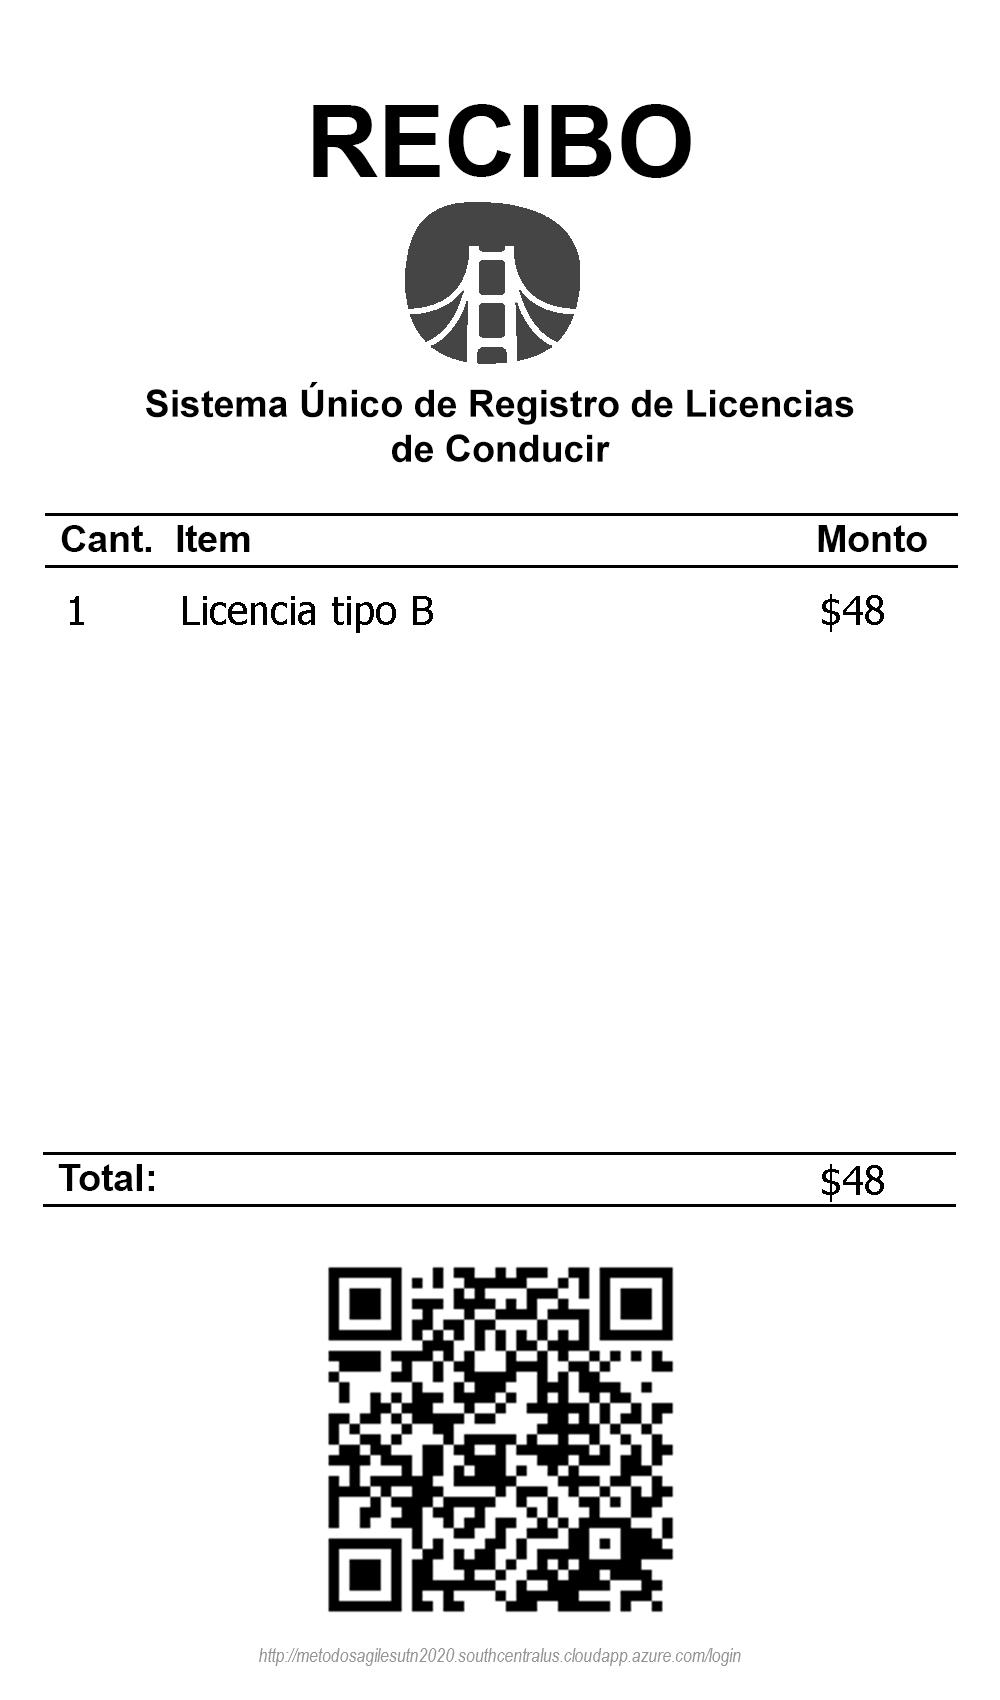 RECIBO
Sistema Único de Registro de Licencias
de Conducir
Cant. Item Monto
1 Licencia tipo B $48
Total: $48
http://metodosagilesutn2020.southcentralus.cloudapp.azure.com/login